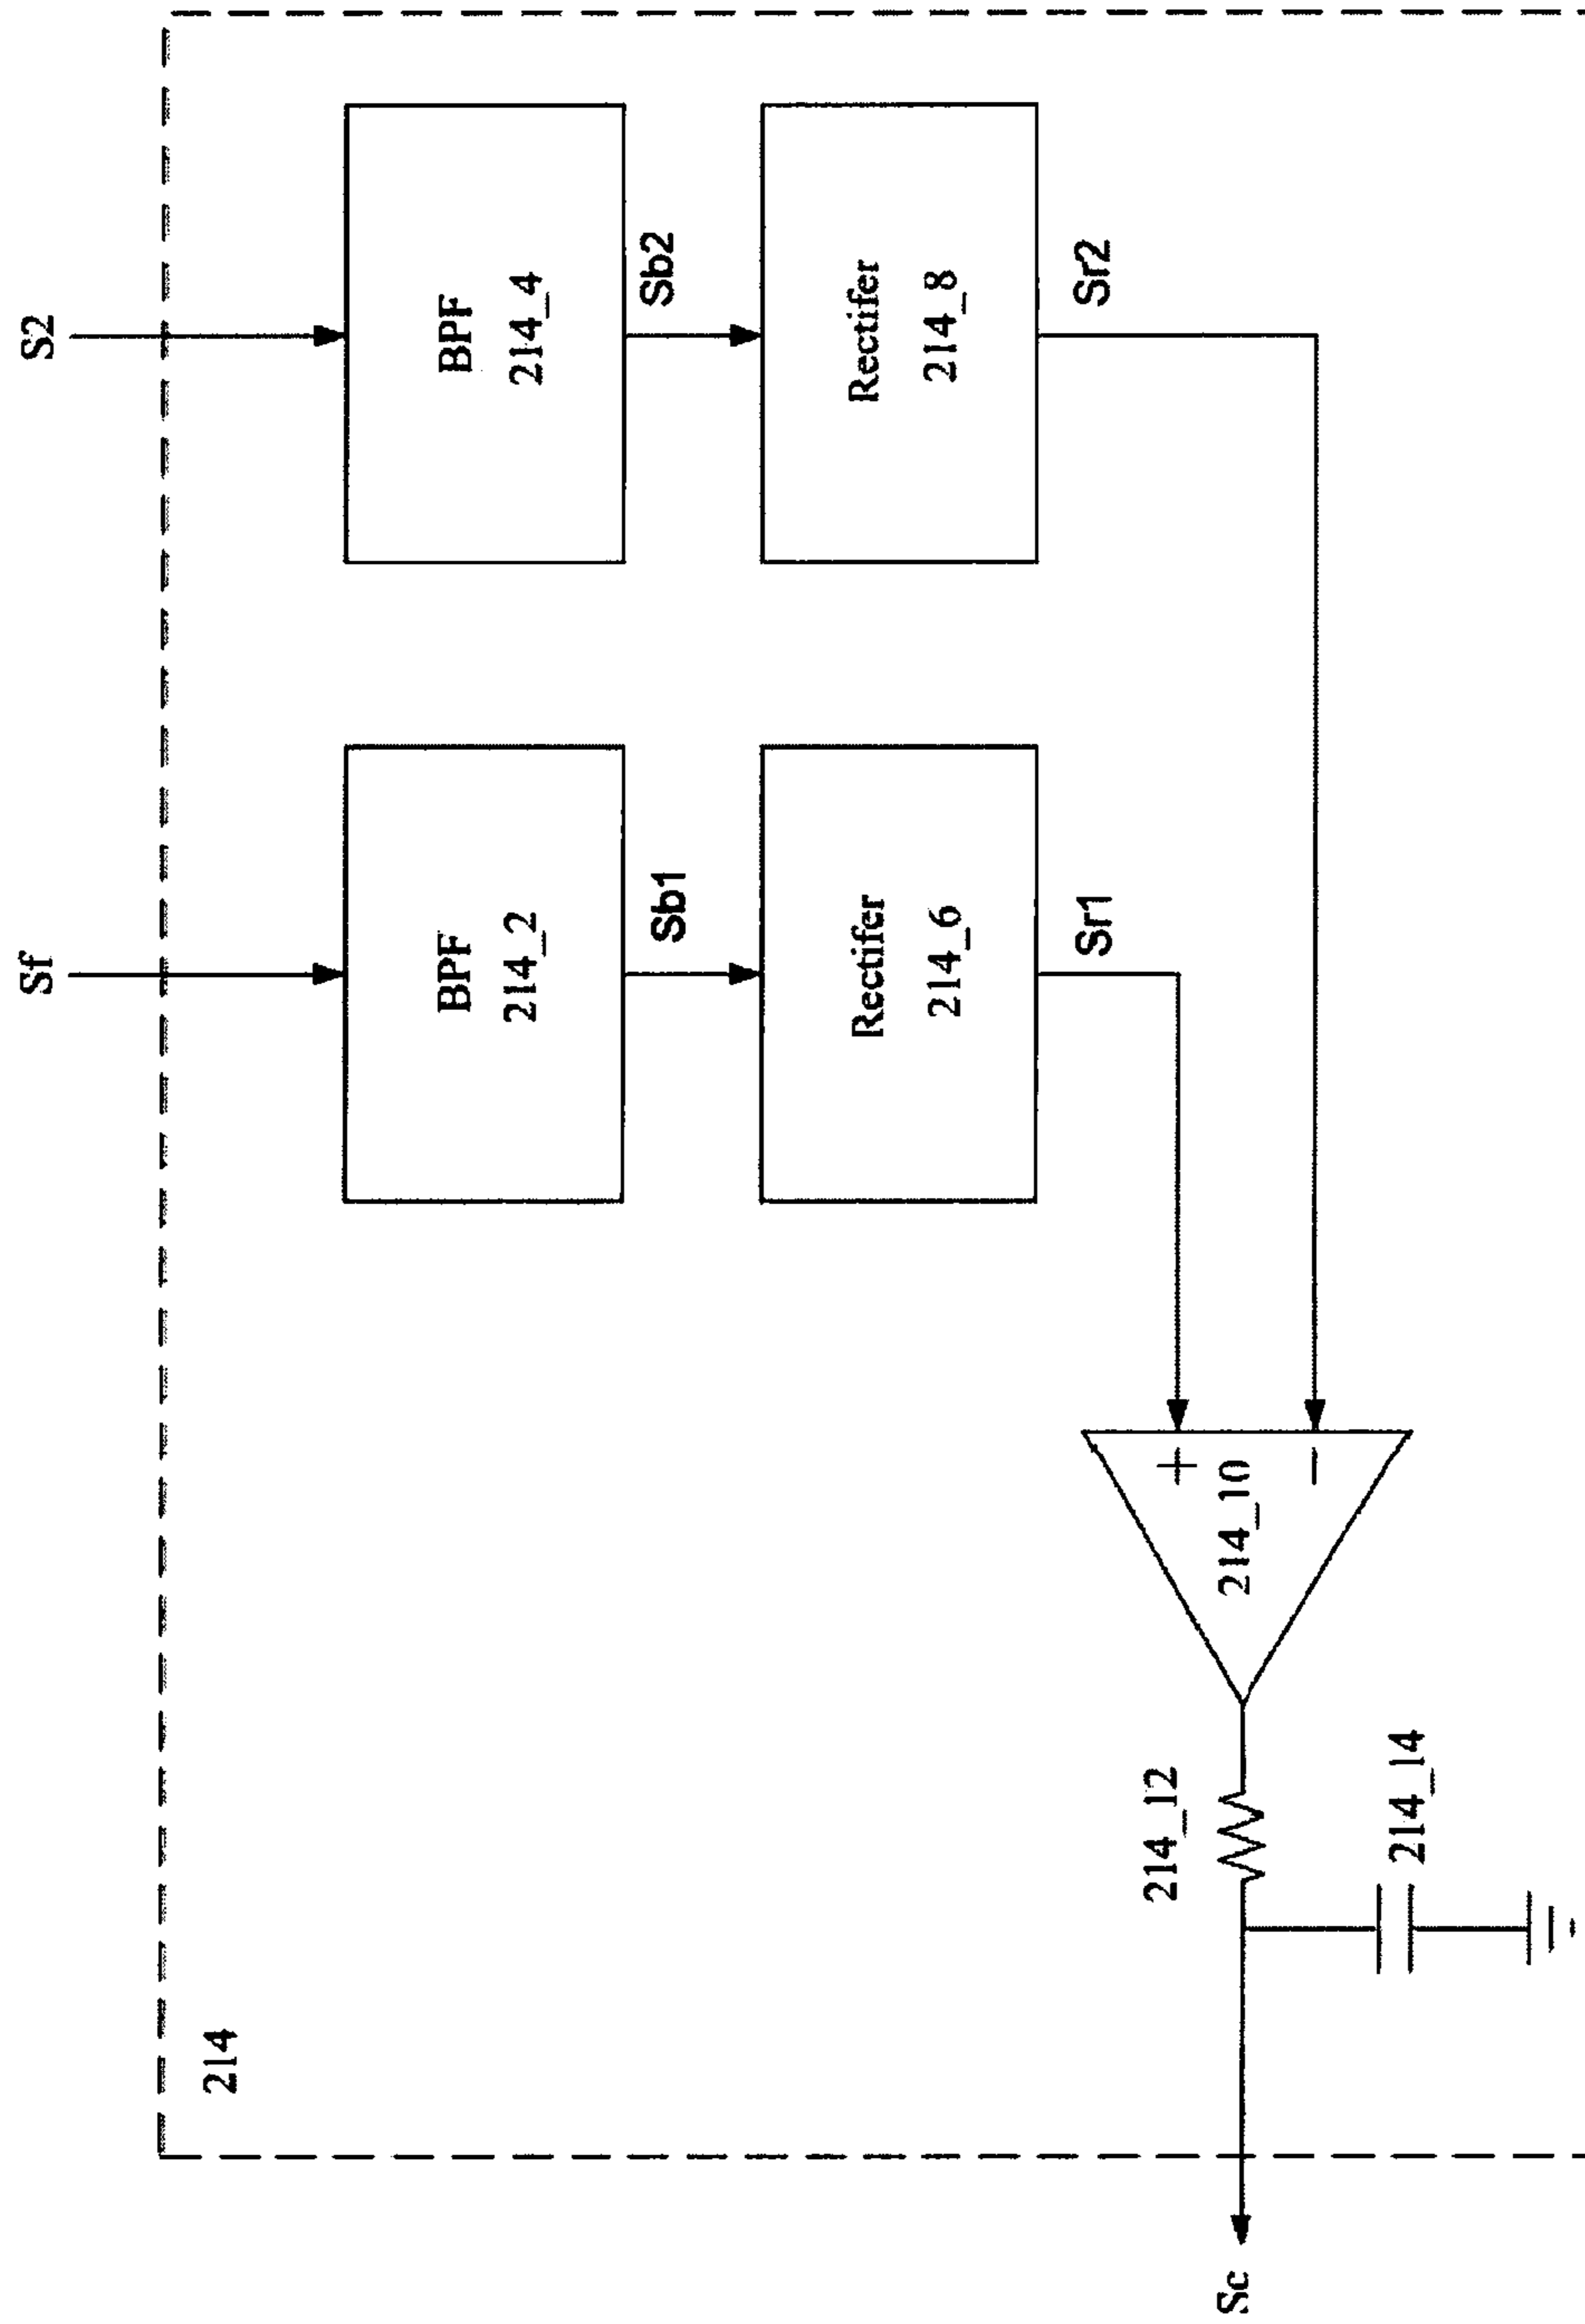 S2
Sf
BPF
214_4
BPF
214_2
Sb2
Sb1
Rectifer
214_8
Rectifer
214_6
Sr2
Sr1
+
−
214_10
214_12
214_14
214
Sc